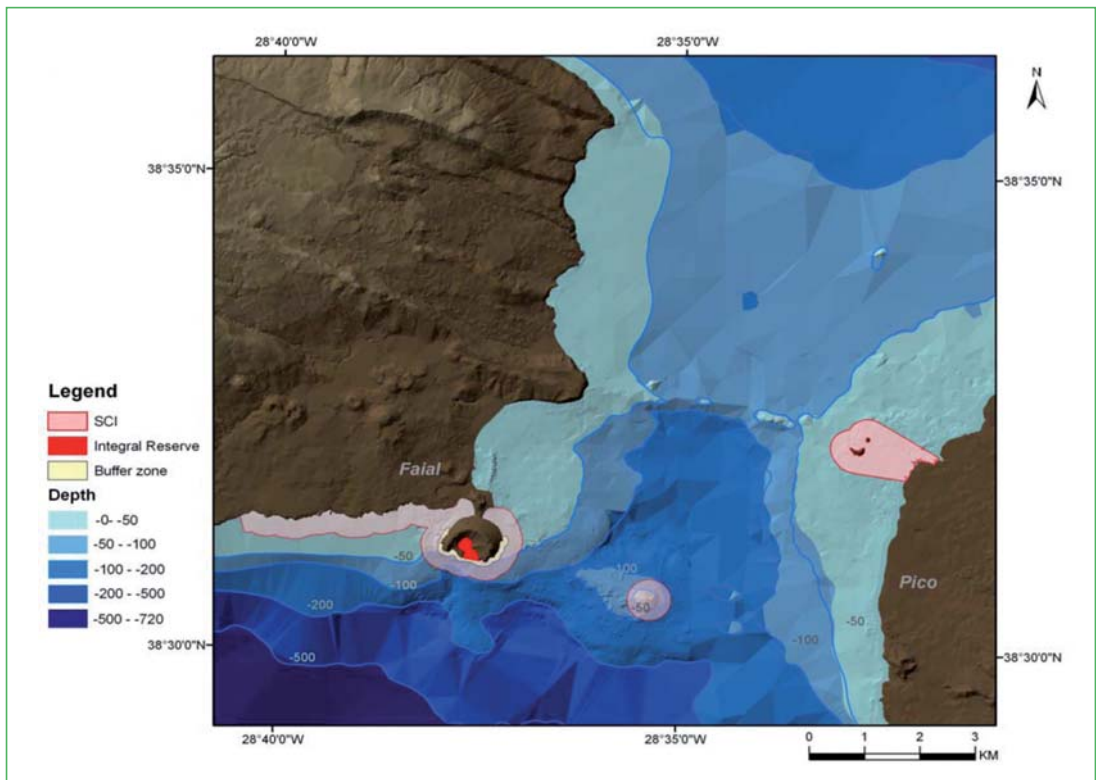 28°40'0"W
28°35'0"W
N
38°35'0"N
38°35'0"N
Legend
SCI
Integral Reserve
Buffer zone
Depth
-0- -50
-50 - -100
-100 - -200
-200 - -500
-500 - -720
Faial
Pico
-50
-100
-200
-500
-100
-50
-100
-50
38°30'0"N
38°30'0"N
28°40'0"W
28°35'0"W
0 1 2 3
KM